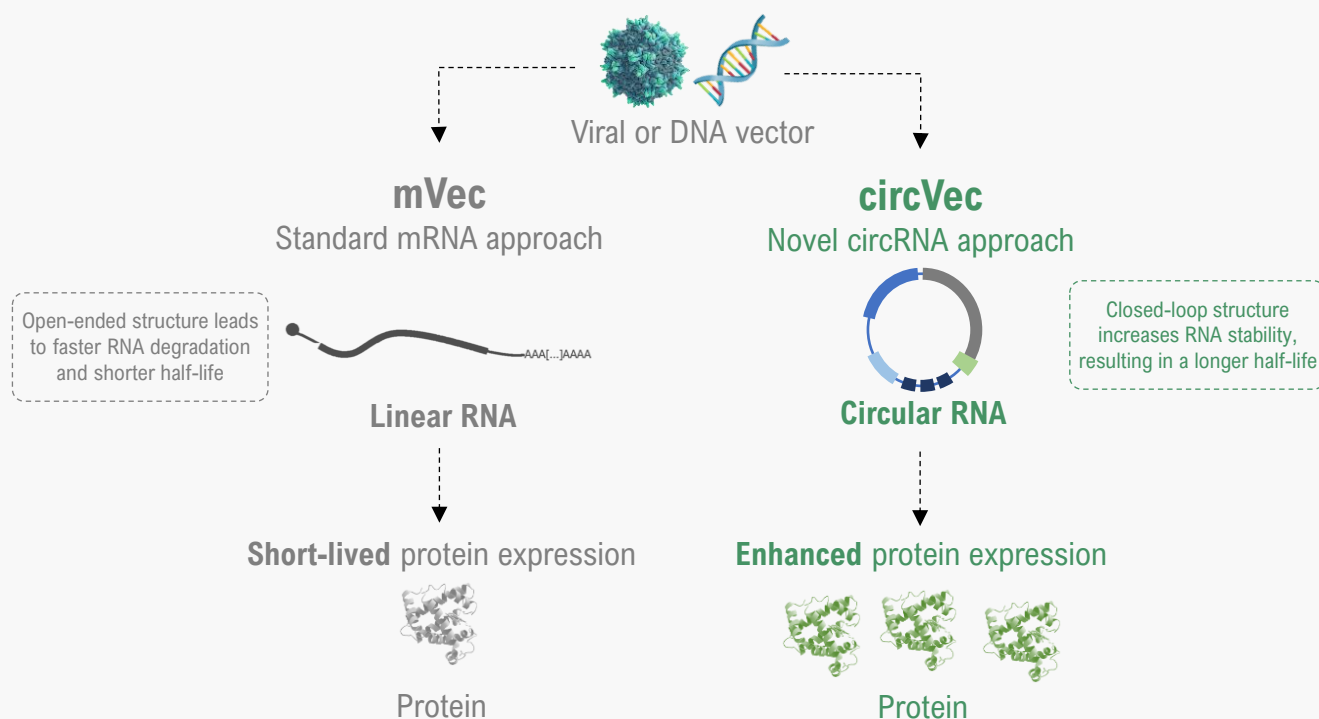 Viral or DNA vector
mVec
Standard mRNA approach
Open-ended structure leads
to faster RNA degradation
and shorter half-life
AAA[...]AAAA
Linear RNA
Short-lived protein expression
Protein
circVec
Novel circRNA approach
Closed-loop structure
increases RNA stability,
resulting in a longer half-life
Circular RNA
Enhanced protein expression
Protein